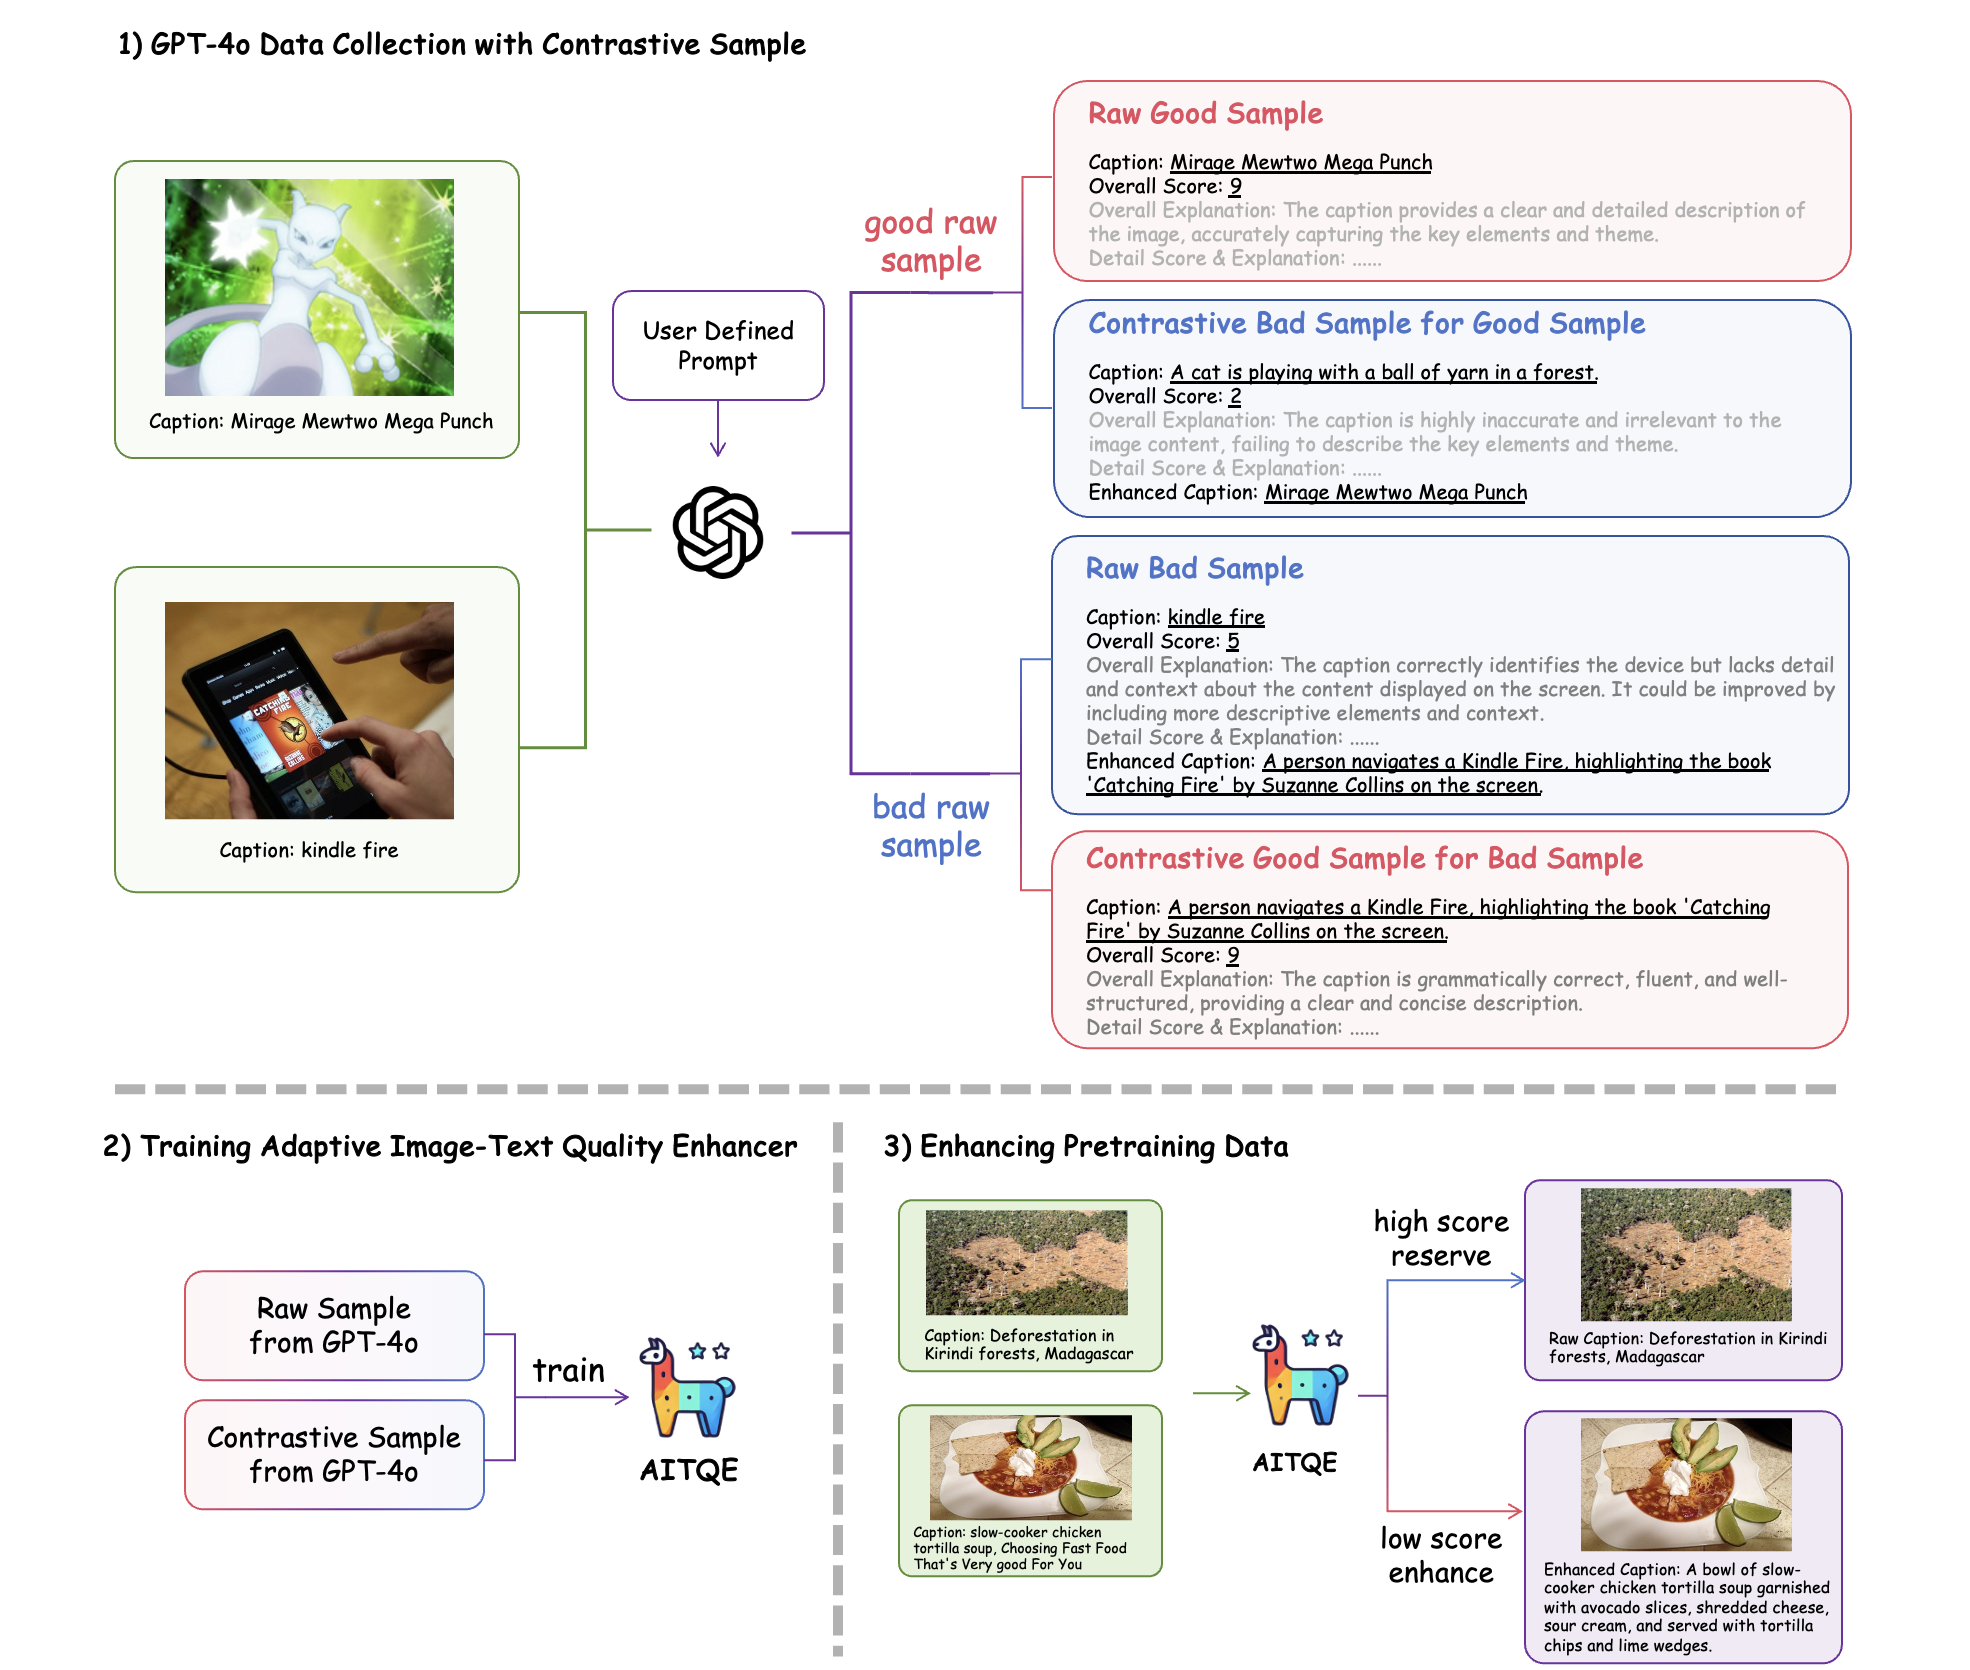 1) GPT-4o Data Collection with Contrastive Sample
Caption: Mirage Mewtwo Mega Punch
CATCHING
FIRE
SUZANNE
COLLINS
Caption: kindle fire
User Defined
Prompt
good raw
sample
bad raw
sample
Raw Good Sample
Caption: Mirage Mewtwo Mega Punch
Overall Score: 9
Overall Explanation: The caption provides a clear and detailed description of
the image, accurately capturing the key elements and theme.
Detail Score & Explanation: ......
Contrastive Bad Sample for Good Sample
Caption: A cat is playing with a ball of yarn in a forest.
Overall Score: 2
Overall Explanation: The caption is highly inaccurate and irrelevant to the
image content, failing to describe the key elements and theme.
Detail Score & Explanation: ......
Enhanced Caption: Mirage Mewtwo Mega Punch
Raw Bad Sample
Caption: kindle fire
Overall Score: 5
Overall Explanation: The caption correctly identifies the device but lacks detail
and context about the content displayed on the screen. It could be improved by
including more descriptive elements and context.
Detail Score & Explanation: ......
Enhanced Caption: A person navigates a Kindle Fire, highlighting the book
'Catching Fire' by Suzanne Collins on the screen.
Contrastive Good Sample for Bad Sample
Caption: A person navigates a Kindle Fire, highlighting the book 'Catching
Fire' by Suzanne Collins on the screen.
Overall Score: 9
Overall Explanation: The caption is grammatically correct, fluent, and well-
structured, providing a clear and concise description.
Detail Score & Explanation: ......
2) Training Adaptive Image-Text Quality Enhancer
Raw Sample
from GPT-4o
Contrastive Sample
from GPT-4o
train
AITQE
3) Enhancing Pretraining Data
Caption: Deforestation in
Kirindi forests, Madagascar
Caption: slow-cooker chicken
tortilla soup, Choosing Fast Food
That's Very good For You
AITQE
high score
reserve
low score
enhance
Raw Caption: Deforestation in Kirindi
forests, Madagascar
Enhanced Caption: A bowl of slow-
cooker chicken tortilla soup garnished
with avocado slices, shredded cheese,
sour cream, and served with tortilla
chips and lime wedges.